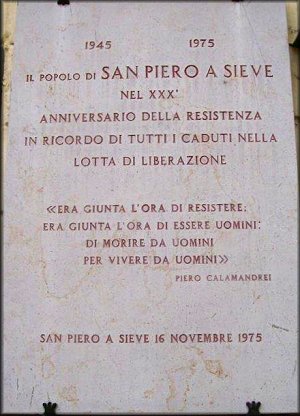 1945 1975
IL POPOLO DI SAN PIERO A SIEVE
NEL XXX°
ANNIVERSARIO DELLA RESISTENZA
IN RICORDO DI TUTTI I CADUTI NELLA
LOTTA DI LIBERAZIONE
«ERA GIUNTA L'ORA DI RESISTERE;
ERA GIUNTA L'ORA DI ESSERE UOMINI:
DI MORIRE DA UOMINI
PER VIVERE DA UOMINI»
PIERO CALAMANDREI
SAN PIERO A SIEVE 16 NOVEMBRE 1975